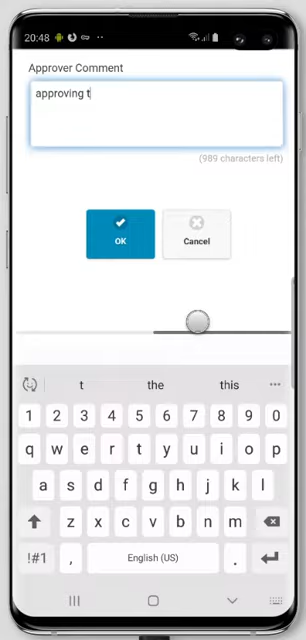 20:48
Approver Comment
approving t
(989 characters left)
OK Cancel
t the this ...
1 2 3 4 5 6 7 8 9 0
q w e r t y u i o p
a s d f g h j k l
z x c v b n m
!#1 , English (US) .